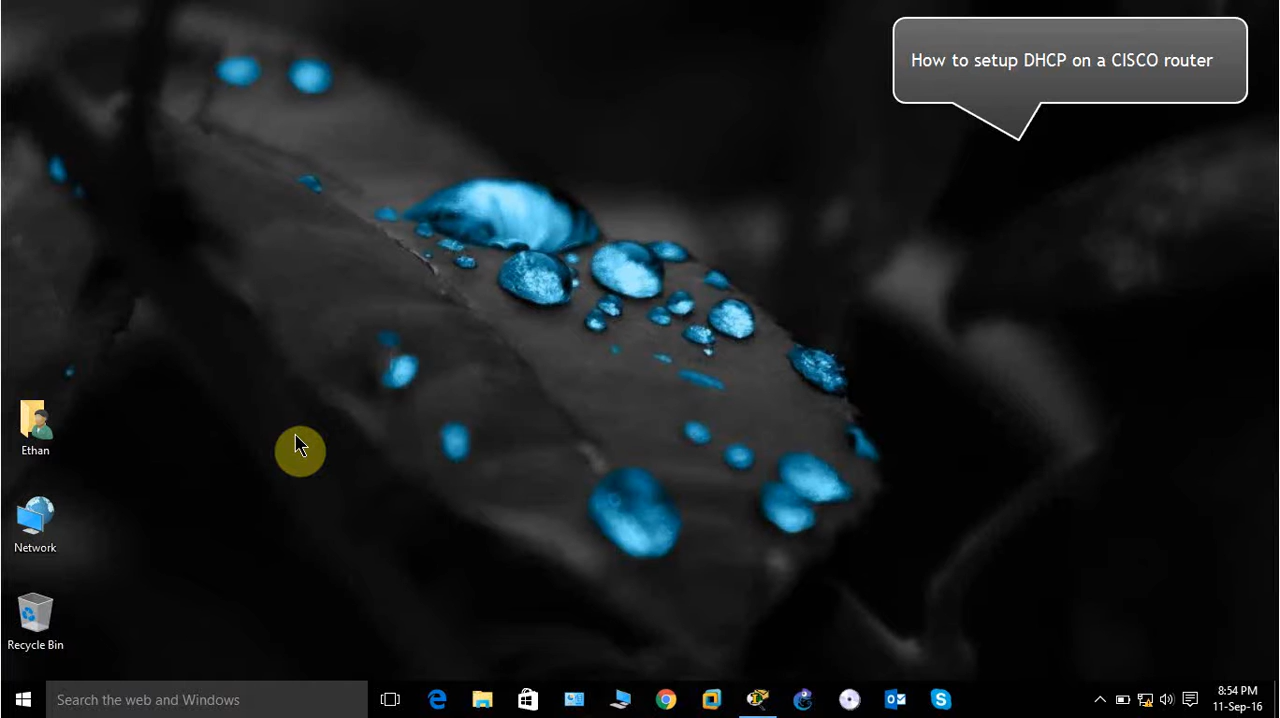 How to setup DHCP on a CISCO router
Ethan
Network
Recycle Bin
Search the web and Windows
8:54 PM
11-Sep-16